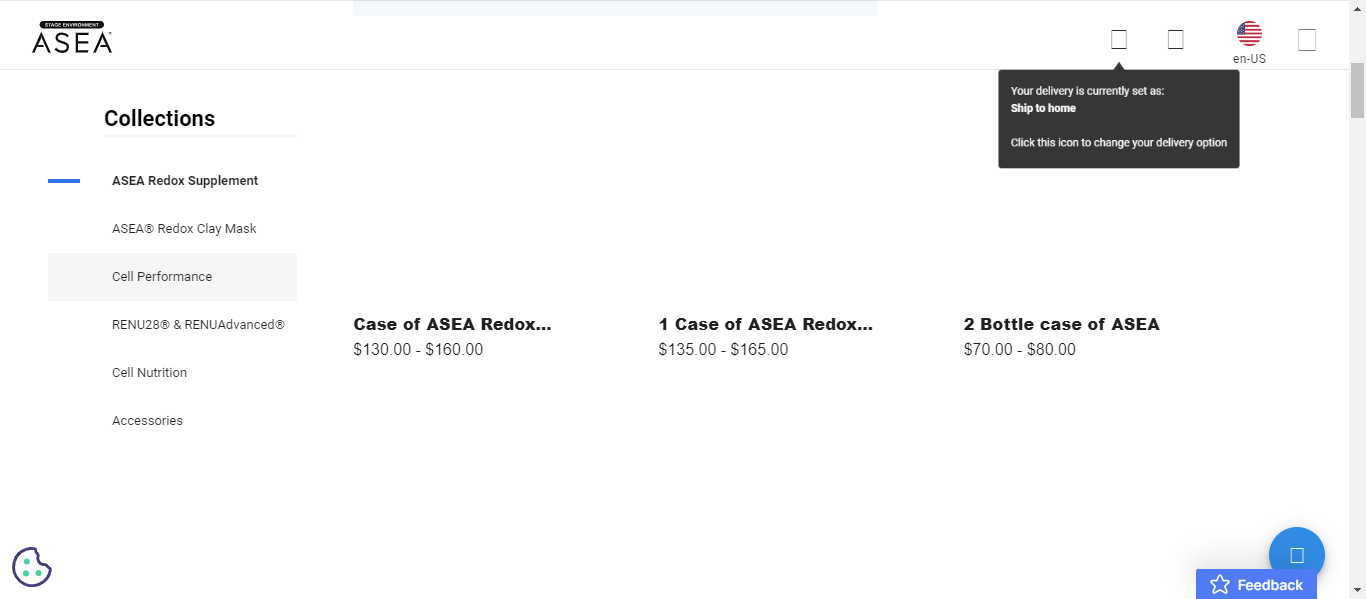 STAGE ENVIRONMENT
ASEA
en-US
Your delivery is currently set as:
Ship to home
Click this icon to change your delivery option
Collections
ASEA Redox Supplement
ASEA® Redox Clay Mask
Cell Performance
RENU28® & RENUAdvanced®
Cell Nutrition
Accessories
Case of ASEA Redox...
$130.00 - $160.00
1 Case of ASEA Redox...
$135.00 - $165.00
2 Bottle case of ASEA
$70.00 - $80.00
Feedback